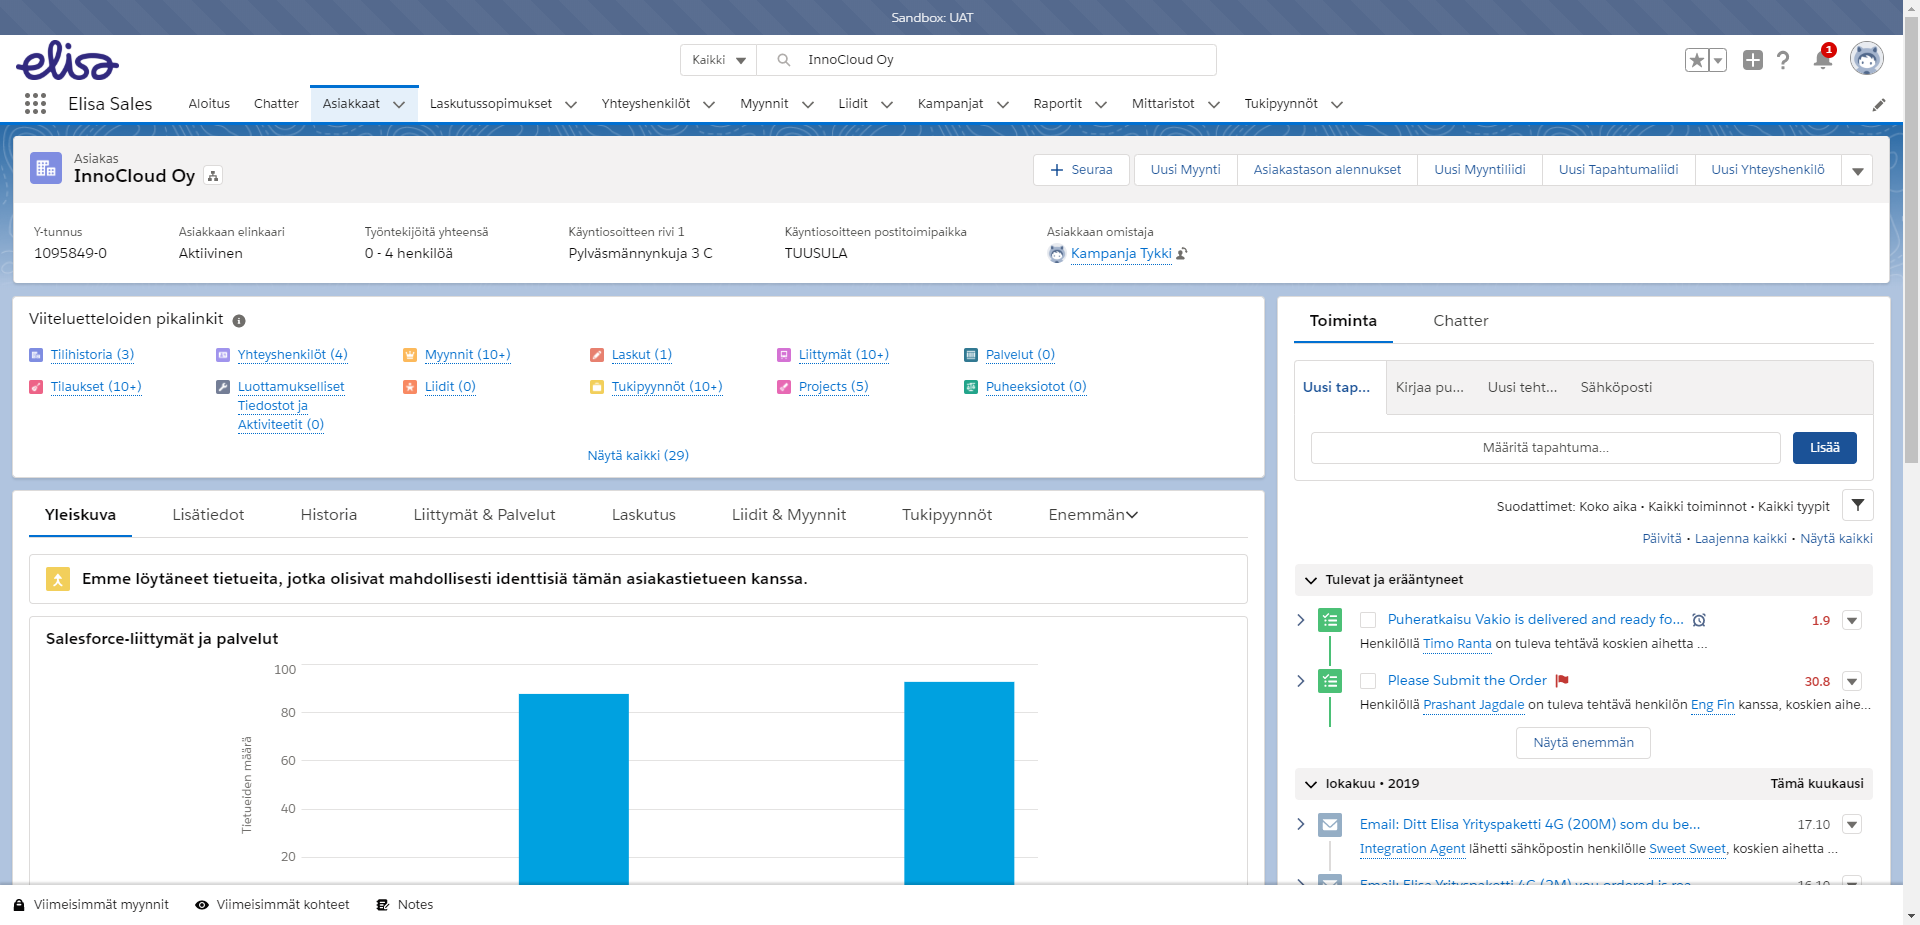 Sandbox: UAT
elisa
Kaikki
InnoCloud Oy
1
Elisa Sales
Aloitus
Chatter
Asiakkaat
Laskutussopimukset
Yhteyshenkilöt
Myynnit
Liidit
Kampanjat
Raportit
Mittaristot
Tukipyynnöt
Asiakas
InnoCloud Oy
Seuraa
Uusi Myynti
Asiakastason alennukset
Uusi Myyntiliidi
Uusi Tapahtumaliidi
Uusi Yhteyshenkilö
Y-tunnus
1095849-0
Asiakkaan elinkaari
Aktiivinen
Työntekijöitä yhteensä
0 - 4 henkilöä
Käyntiosoitteen rivi 1
Pylväsmännynkuja 3 C
Käyntiosoitteen postitoimipaikka
TUUSULA
Asiakkaan omistaja
Kampanja Tykki
Viiteluetteloiden pikalinkit
Tilihistoria (3)
Yhteyshenkilöt (4)
Myynnit (10+)
Laskut (1)
Liittymät (10+)
Palvelut (0)
Tilaukset (10+)
Luottamukselliset
Tiedostot ja
Aktiviteetit (0)
Liidit (0)
Tukipyynnöt (10+)
Projects (5)
Puheeksiotot (0)
Näytä kaikki (29)
Yleiskuva
Lisätiedot
Historia
Liittymät & Palvelut
Laskutus
Liidit & Myynnit
Tukipyynnöt
Enemmän
Emme löytäneet tietueita, jotka olisivat mahdollisesti identtisiä tämän asiakastietueen kanssa.
Salesforce-liittymät ja palvelut
Tietueiden määrä
100
80
60
40
20
Toiminta
Chatter
Uusi tap...
Kirjaa pu...
Uusi teht...
Sähköposti
Määritä tapahtuma...
Lisää
Suodattimet: Koko aika • Kaikki toiminnot • Kaikki tyypit
Päivitä • Laajenna kaikki • Näytä kaikki
Tulevat ja erääntyneet
Puheratkaisu Vakio is delivered and ready fo...
1.9
Henkilöllä Timo Ranta on tuleva tehtävä koskien aihetta ...
Please Submit the Order
30.8
Henkilöllä Prashant Jagdale on tuleva tehtävä henkilön Eng Fin kanssa, koskien aihe...
Näytä enemmän
lokakuu • 2019
Tämä kuukausi
Email: Ditt Elisa Yrityspaketti 4G (200M) som du be...
17.10
Integration Agent lähetti sähköpostin henkilölle Sweet Sweet, koskien aihetta ...
Email: Elisa Yrityspaketti 4G (2M) you ordered is rea...
16.10
Viimeisimmät myynnit
Viimeisimmät kohteet
Notes